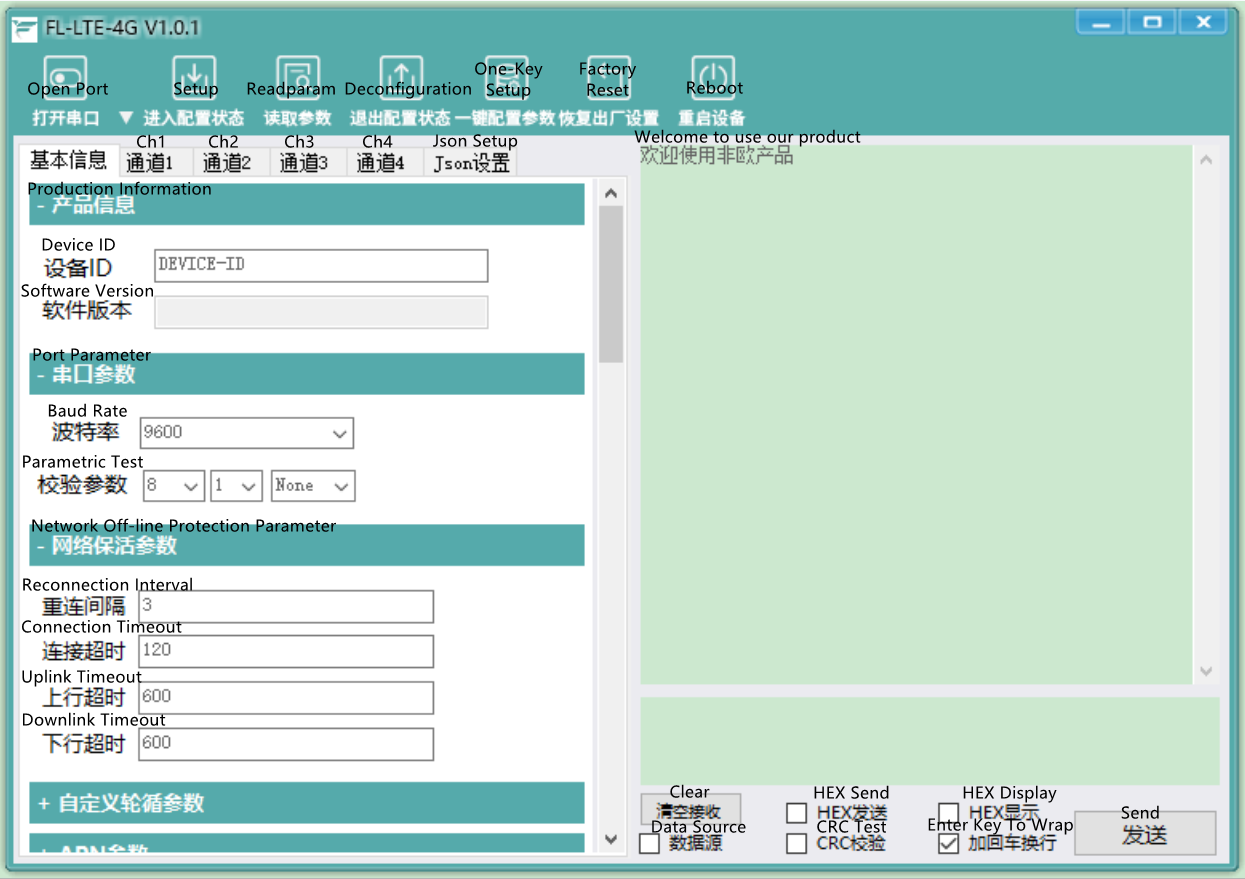 FL-LTE-4G V1.0.1
Open Port Setup Readparam Deconfiguration One-Key Setup Factory Reset Reboot
打开串口 ▼ 进入配置状态 读取参数 退出配置状态 一键配置参数 恢复出厂设置 重启设备
Ch1 Ch2 Ch3 Ch4 Json Setup
基本信息 通道1 通道2 通道3 通道4 Json设置
Production Information
- 产品信息
Device ID
设备ID DEVICE-ID
Software Version
软件版本
Port Parameter
- 串口参数
Baud Rate
波特率 9600
Parametric Test
校验参数 8 1 None
Network Off-line Protection Parameter
- 网络保活参数
Reconnection Interval
重连间隔 3
Connection Timeout
连接超时 120
Uplink Timeout
上行超时 600
Downlink Timeout
下行超时 600
+ 自定义轮循参数
+ APN参数
Welcome to use our product
欢迎使用非欧产品
Clear HEX Send HEX Display
清空接收 HEX发送 HEX显示
Data Source CRC Test Enter Key To Wrap
数据源 CRC校验 加回车换行
Send
发送